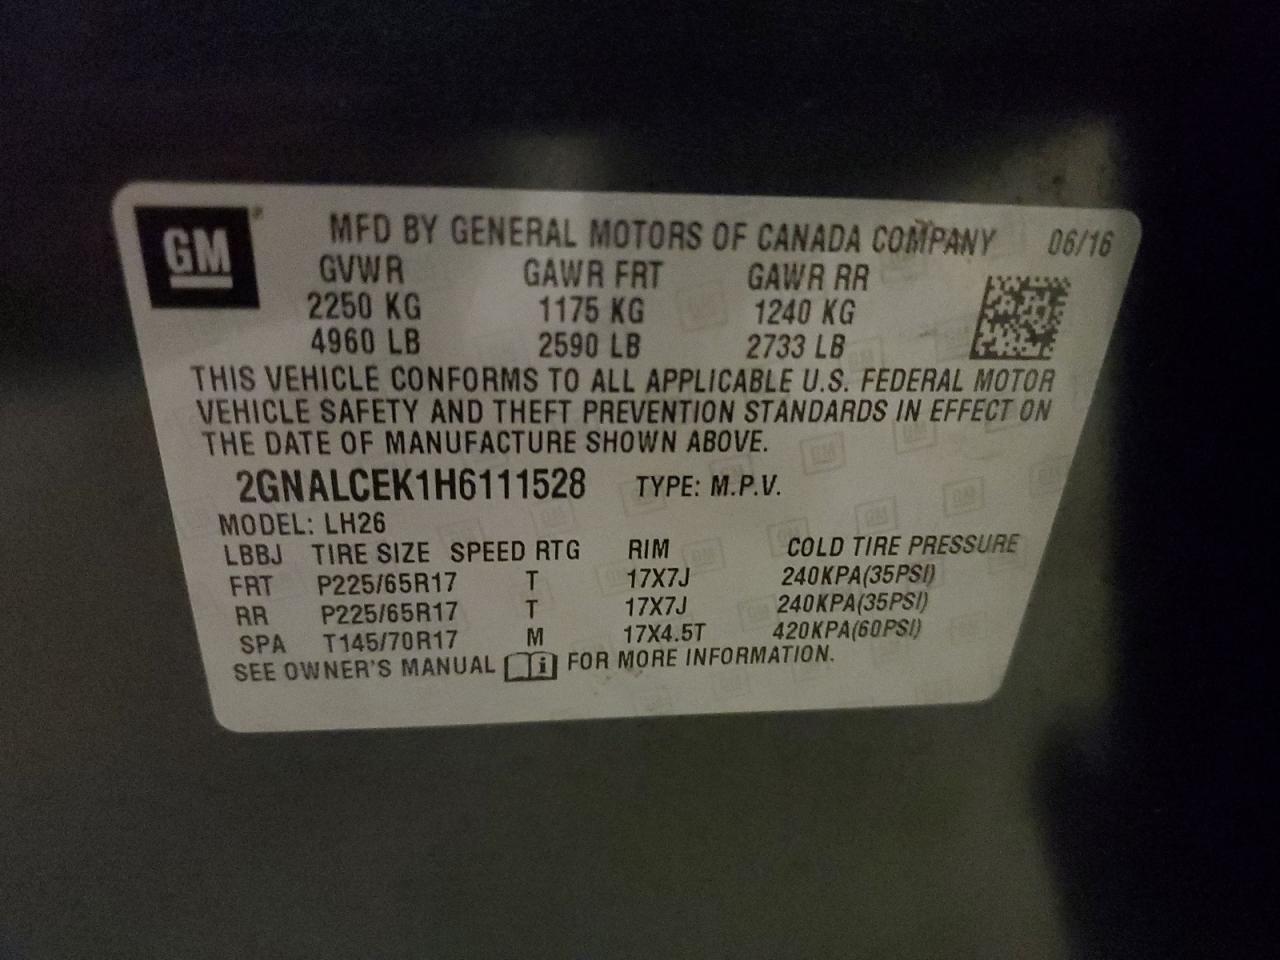 GM
MFD BY GENERAL MOTORS OF CANADA COMPANY 06/16
GVWR GAWR FRT GAWR RR
2250 KG 1175 KG 1240 KG
4960 LB 2590 LB 2733 LB
THIS VEHICLE CONFORMS TO ALL APPLICABLE U.S. FEDERAL MOTOR
VEHICLE SAFETY AND THEFT PREVENTION STANDARDS IN EFFECT ON
THE DATE OF MANUFACTURE SHOWN ABOVE.
2GNALCEK1H6111528 TYPE: M.P.V.
MODEL: LH26
LBBJ TIRE SIZE SPEED RTG RIM COLD TIRE PRESSURE
FRT P225/65R17 T 17X7J 240KPA(35PSI)
RR P225/65R17 T 17X7J 240KPA(35PSI)
SPA T145/70R17 M 17X4.5T 420KPA(60PSI)
SEE OWNER'S MANUAL i FOR MORE INFORMATION.